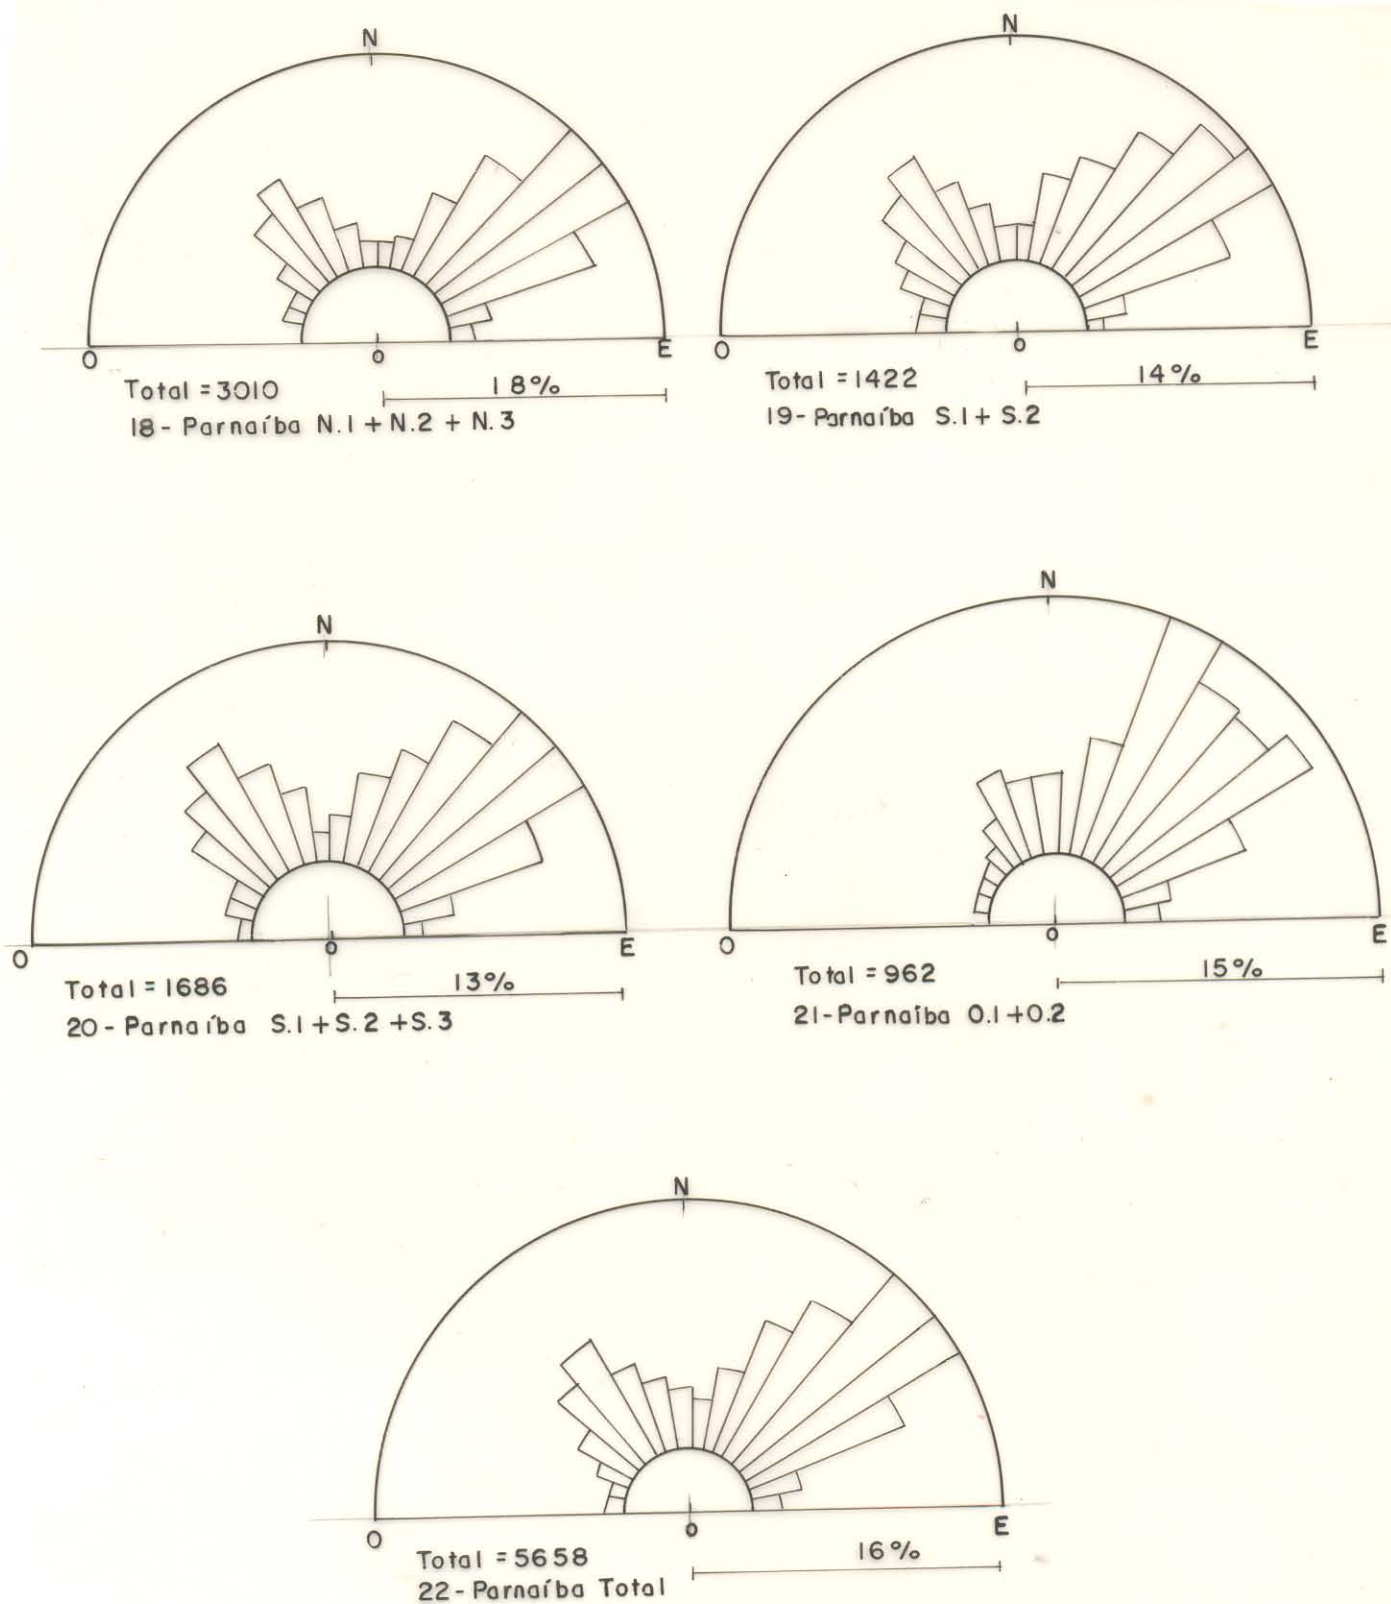 N
O
O
E
Total = 3010
18%
18 - Parnaíba N.1 + N.2 + N.3
N
O
O
E
Total = 1422
14%
19 - Parnaíba S.1 + S.2
N
O
O
E
Total = 1686
13%
20 - Parnaíba S.1 + S.2 + S.3
N
O
O
E
Total = 962
15%
21 - Parnaíba O.1 + O.2
N
O
O
E
Total = 5658
16%
22 - Parnaíba Total